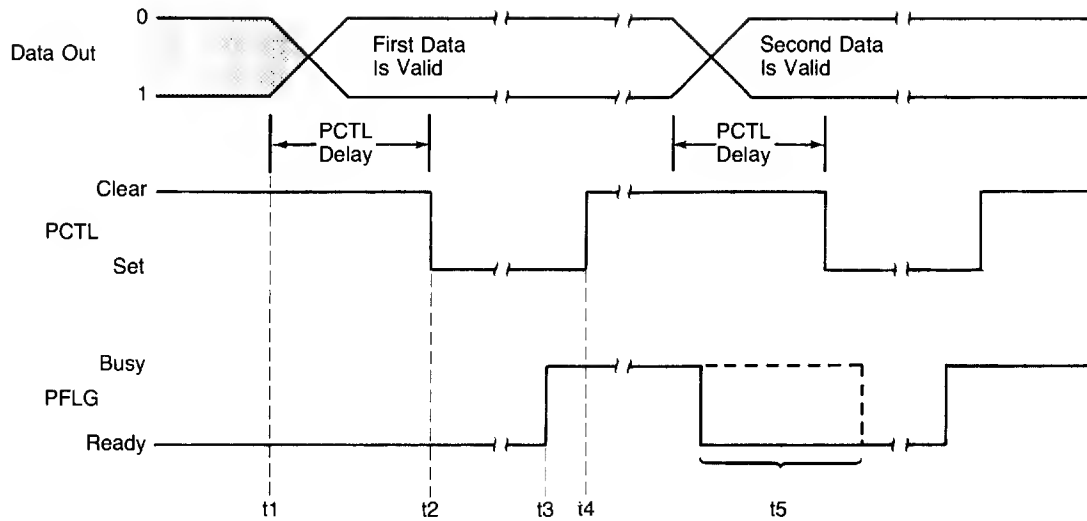 0
Data Out
1
First Data
Is Valid
Second Data
Is Valid
PCTL
Delay
PCTL
Delay
Clear
PCTL
Set
Busy
PFLG
Ready
t1
t2
t3
t4
t5